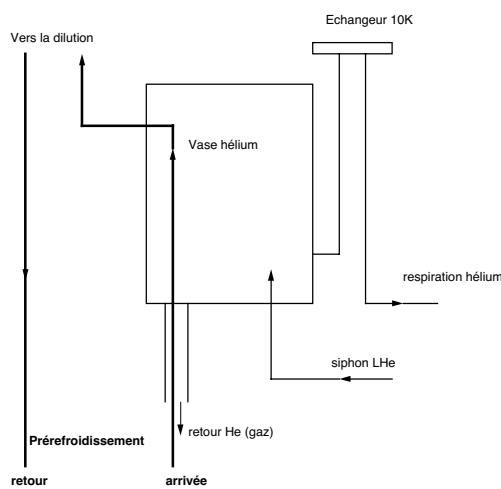 Echangeur 10K
Vers la dilution
Vase hélium
respiration hélium
siphon LHe
retour He (gaz)
Prérefroidissement
retour
arrivée